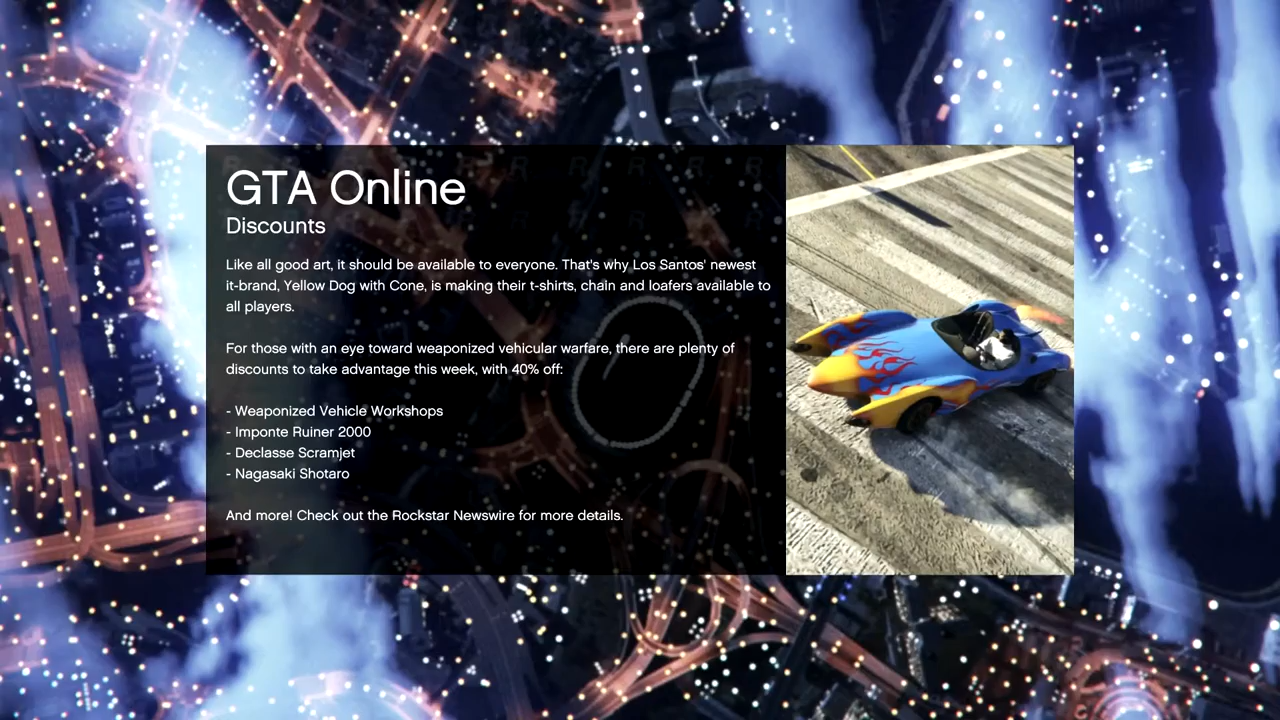 GTA Online
Discounts
Like all good art, it should be available to everyone. That's why Los Santos' newest
it-brand, Yellow Dog with Cone, is making their t-shirts, chain and loafers available to
all players.
For those with an eye toward weaponized vehicular warfare, there are plenty of
discounts to take advantage this week, with 40% off:
- Weaponized Vehicle Workshops
- Imponte Ruiner 2000
- Declasse Scramjet
- Nagasaki Shotaro
And more! Check out the Rockstar Newswire for more details.